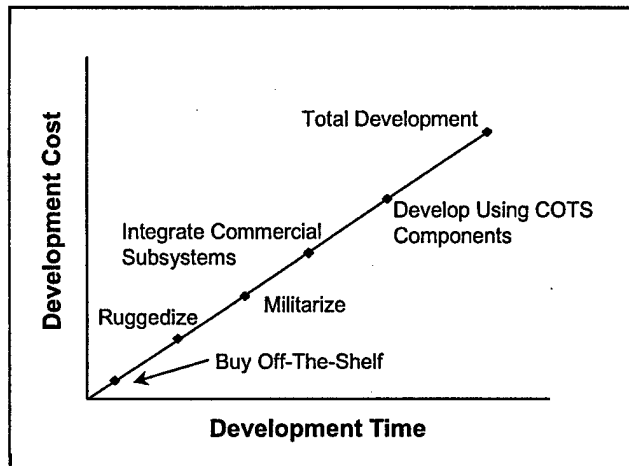 Total Development
Development Cost
Develop Using COTS
Components
Integrate Commercial
Subsystems
Militarize
Ruggedize
Buy Off-The-Shelf
Development Time